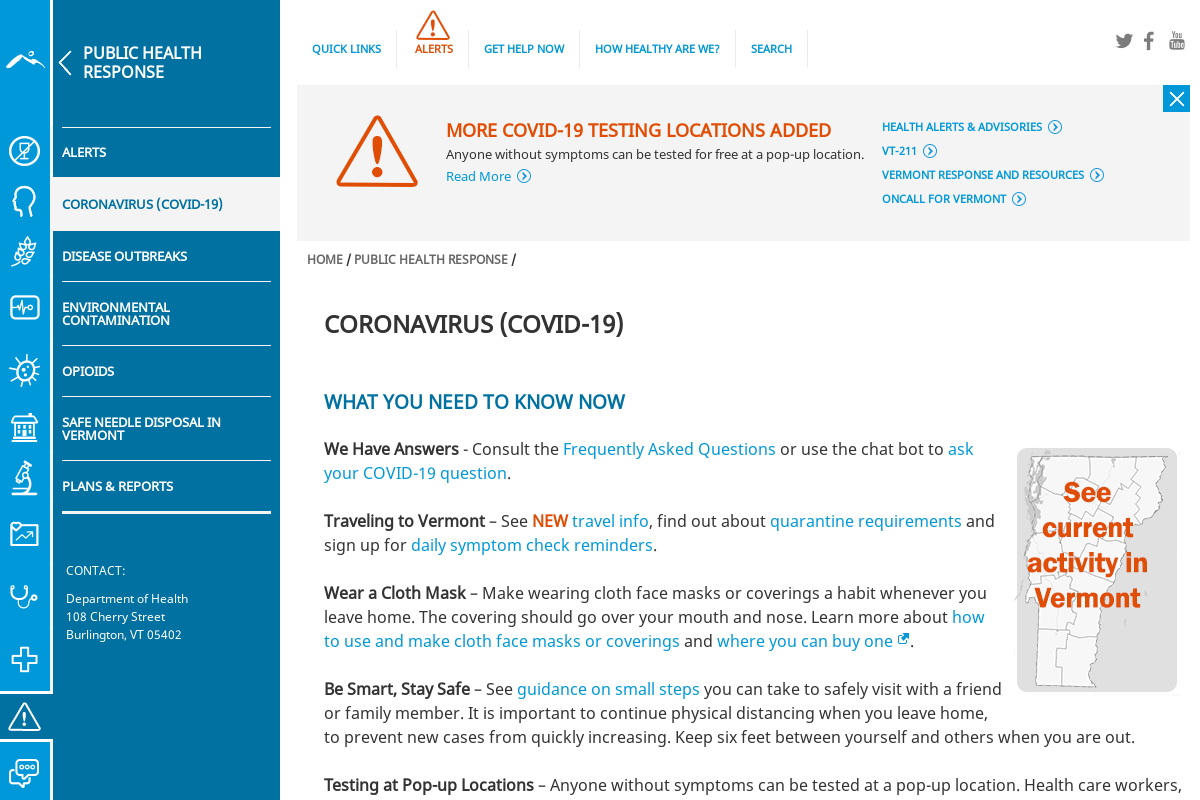 PUBLIC HEALTH
RESPONSE
ALERTS
CORONAVIRUS (COVID-19)
DISEASE OUTBREAKS
ENVIRONMENTAL
CONTAMINATION
OPIOIDS
SAFE NEEDLE DISPOSAL IN
VERMONT
PLANS & REPORTS
CONTACT:
Department of Health
108 Cherry Street
Burlington, VT 05402
QUICK LINKS
ALERTS
GET HELP NOW
HOW HEALTHY ARE WE?
SEARCH
You
Tube
MORE COVID-19 TESTING LOCATIONS ADDED
Anyone without symptoms can be tested for free at a pop-up location.
Read More
HEALTH ALERTS & ADVISORIES
VT-211
VERMONT RESPONSE AND RESOURCES
ONCALL FOR VERMONT
HOME / PUBLIC HEALTH RESPONSE /
CORONAVIRUS (COVID-19)
WHAT YOU NEED TO KNOW NOW
We Have Answers - Consult the Frequently Asked Questions or use the chat bot to ask
your COVID-19 question.
Traveling to Vermont – See NEW travel info, find out about quarantine requirements and
sign up for daily symptom check reminders.
Wear a Cloth Mask – Make wearing cloth face masks or coverings a habit whenever you
leave home. The covering should go over your mouth and nose. Learn more about how
to use and make cloth face masks or coverings and where you can buy one.
Be Smart, Stay Safe – See guidance on small steps you can take to safely visit with a friend
or family member. It is important to continue physical distancing when you leave home,
to prevent new cases from quickly increasing. Keep six feet between yourself and others when you are out.
Testing at Pop-up Locations – Anyone without symptoms can be tested at a pop-up location. Health care workers,
See
current
activity in
Vermont